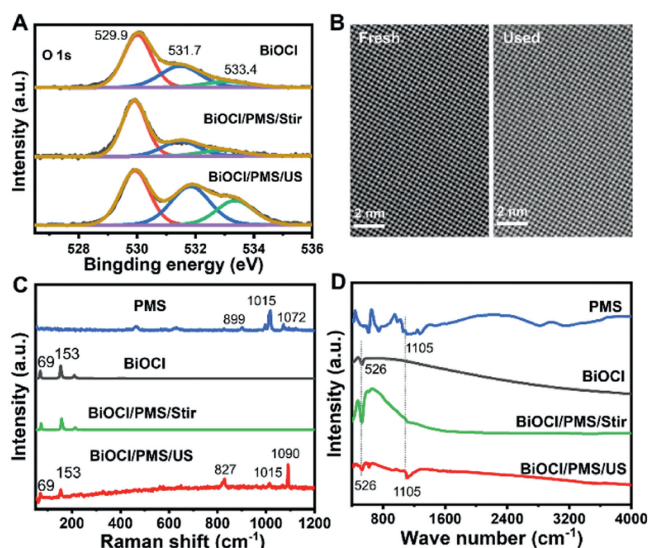 A
O 1s
529.9
531.7
533.4
BiOCl
BiOCl/PMS/Stir
BiOCl/PMS/US
Intensity (a.u.)
528 530 532 534 536
Bingding energy (eV)
B
Frosh Used
2 nm 2 nm
C
PMS
899
1015
1072
69 153
BiOCl
BiOCl/PMS/Stir
BiOCl/PMS/US
69 153 827 1015 1090
Intensity (a.u.)
200 400 600 800 1000 1200
Raman shift (cm⁻¹)
D
PMS
1105
526
BiOCl
BiOCl/PMS/Stir
BiOCl/PMS/US
526 1105
Intensity (a.u.)
800 1600 2400 3200 4000
Wave number (cm⁻¹)